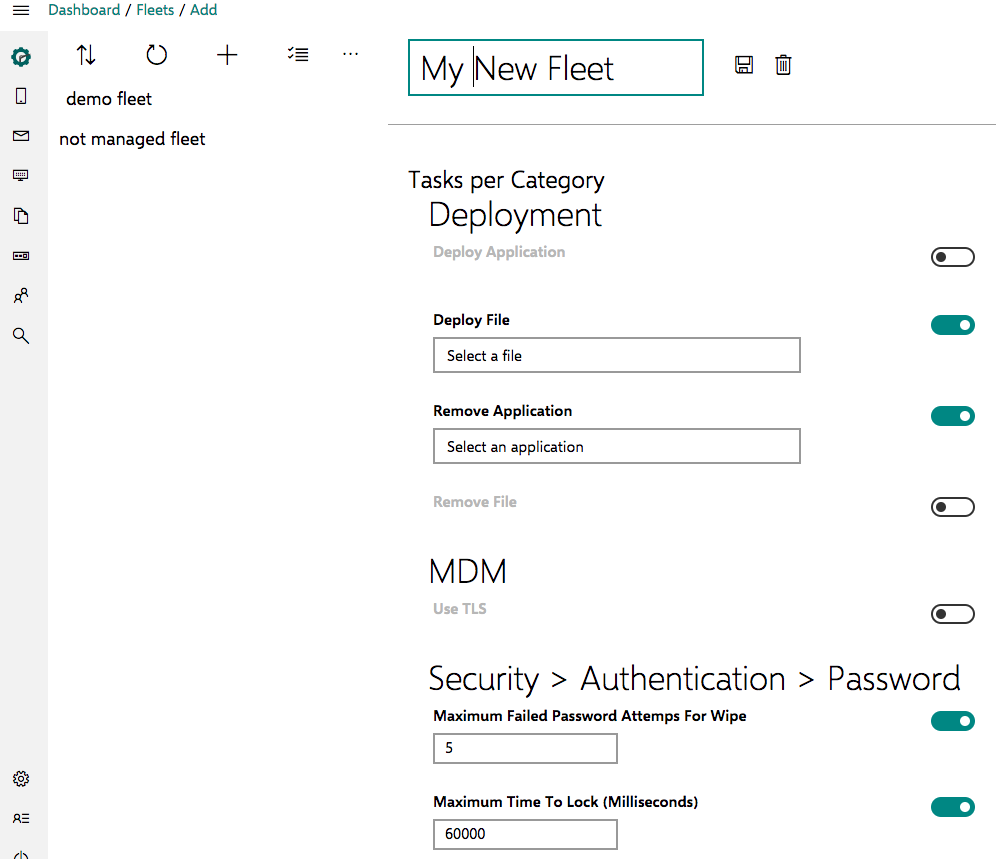 Dashboard / Fleets / Add
demo fleet
not managed fleet
My New Fleet
Tasks per Category
Deployment
Deploy Application
Deploy File
Select a file
Remove Application
Select an application
Remove File
MDM
Use TLS
Security > Authentication > Password
Maximum Failed Password Attemps For Wipe
5
Maximum Time To Lock (Milliseconds)
60000